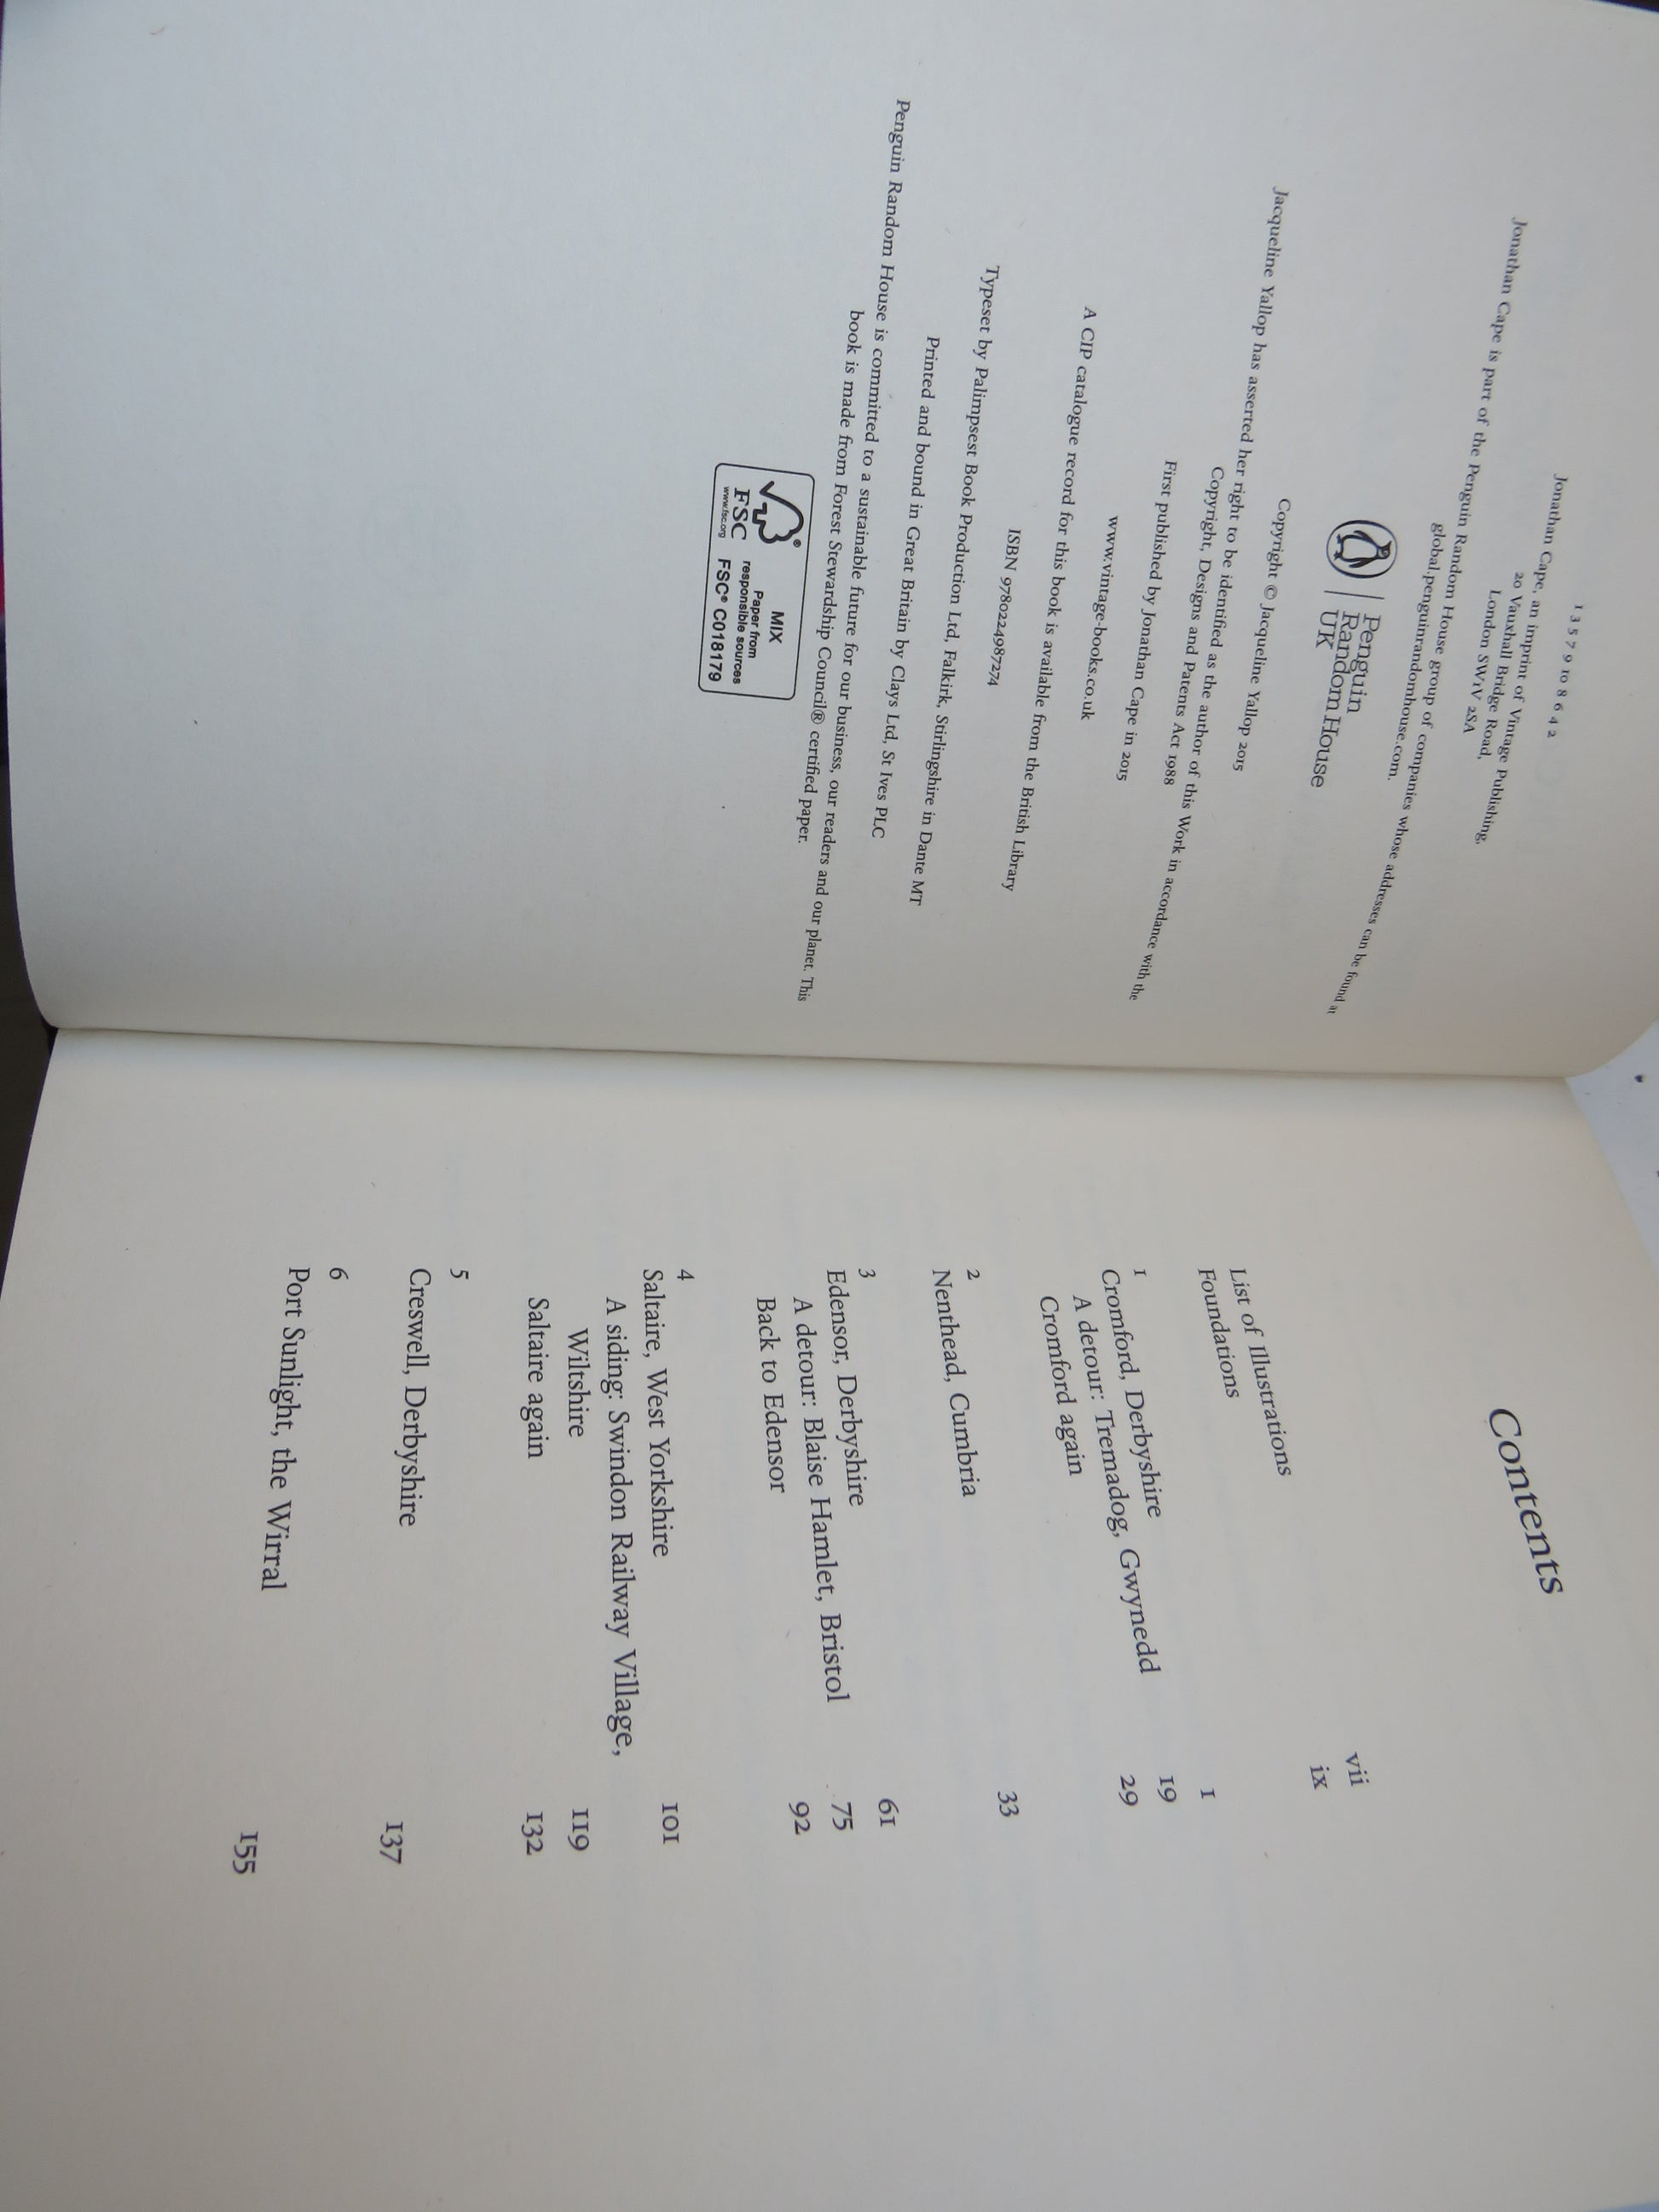 1 3 5 7 9 10 8 6 4 2
Jonathan Cape, an imprint of Vintage Publishing,
20 Vauxhall Bridge Road,
London SW1V 2SA
Jonathan Cape is part of the Penguin Random House group of companies whose addresses can be found at
global.penguinrandomhouse.com.
Penguin
Random House
UK
Copyright © Jacqueline Yallop 2015
Jacqueline Yallop has asserted her right to be identified as the author of this Work in accordance with the
Copyright, Designs and Patents Act 1988
First published by Jonathan Cape in 2015
www.vintage-books.co.uk
A CIP catalogue record for this book is available from the British Library
ISBN 9780224987274
Typeset by Palimpsest Book Production Ltd, Falkirk, Stirlingshire in Dante MT
Printed and bound in Great Britain by Clays Ltd, St Ives PLC
Penguin Random House is committed to a sustainable future for our business, our readers and our planet. This
book is made from Forest Stewardship Council® certified paper.
®
FSC
www.fsc.org
MIX
Paper from
responsible sources
FSC® C018179
Contents
List of Illustrations vii
Foundations ix
1
Cromford, Derbyshire 1
A detour: Tremadog, Gwynedd 19
Cromford again 29
2
Nenthead, Cumbria 33
3
Edensor, Derbyshire 61
A detour: Blaise Hamlet, Bristol 75
Back to Edensor 92
4
Saltaire, West Yorkshire 101
A siding: Swindon Railway Village,
Wiltshire 119
Saltaire again 132
5
Creswell, Derbyshire 137
6
Port Sunlight, the Wirral 155